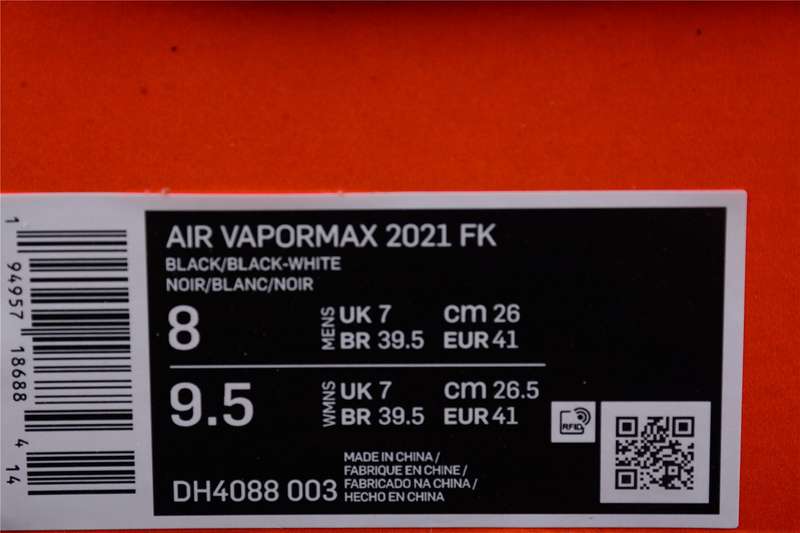 AIR VAPORMAX 2021 FK
BLACK/BLACK-WHITE
NOIR/BLANC/NOIR
8 MENS UK 7 cm 26
BR 39.5 EUR 41
9.5 WMNS UK 7 cm 26.5
BR 39.5 EUR 41
RFID
MADE IN CHINA /
FABRIQUE EN CHINE /
FABRICADO NA CHINA /
HECHO EN CHINA
DH4088 003
1 94957 18688 4 14